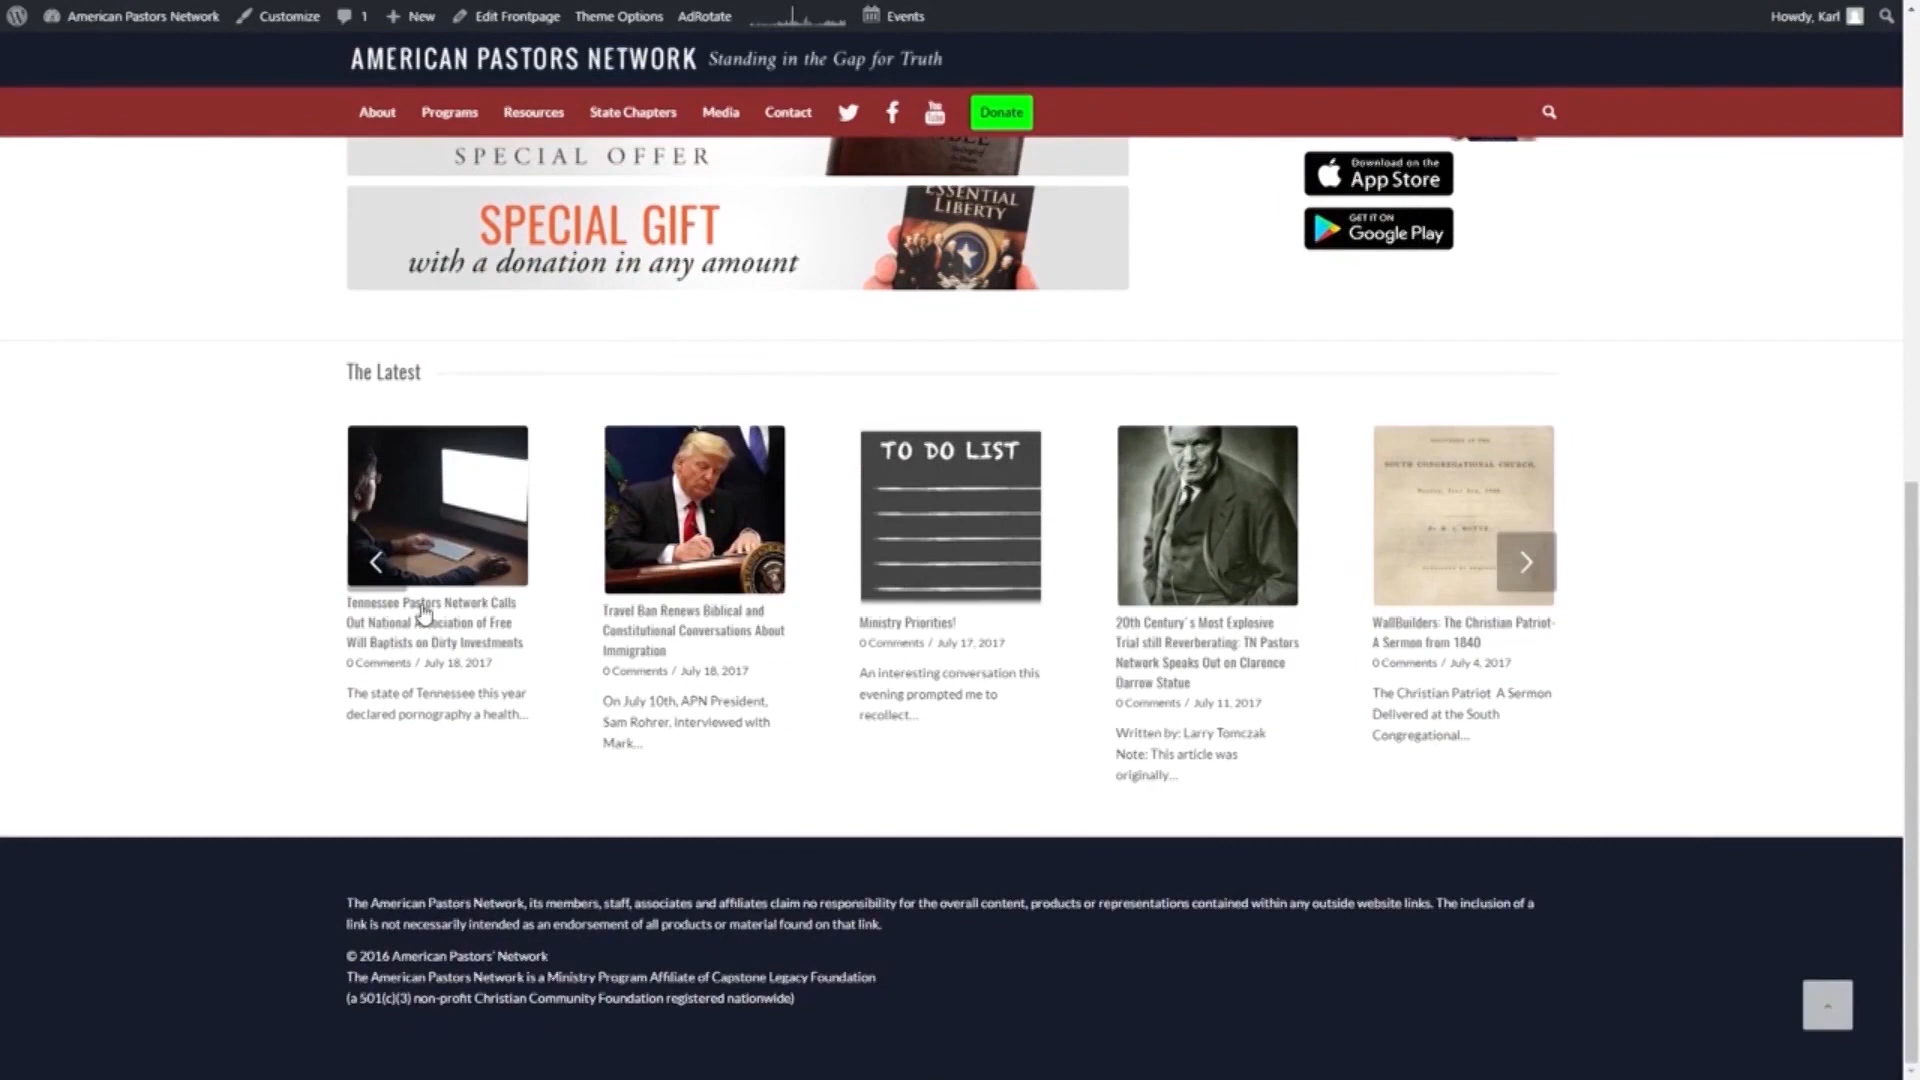 American Pastors Network Customize 1 New Edit Frontpage Theme Options AdRotate Events Howdy, Karl
AMERICAN PASTORS NETWORK Standing in the Gap for Truth
About Programs Resources State Chapters Media Contact You Tube Donate
SPECIAL OFFER
SPECIAL GIFT
with a donation in any amount
ESSENTIAL
LIBERTY
Download on the
App Store
GET IT ON
Google Play
The Latest
Tennessee Pastors Network Calls
Out National Association of Free
Will Baptists on Dirty Investments
0 Comments / July 18, 2017
The state of Tennessee this year
declared pornography a health...
Travel Ban Renews Biblical and
Constitutional Conversations About
Immigration
0 Comments / July 18, 2017
On July 10th, APN President,
Sam Rohrer, interviewed with
Mark...
TO DO LIST
Ministry Priorities!
0 Comments / July 17, 2017
An interesting conversation this
evening prompted me to
recollect...
20th Century's Most Explosive
Trial still Reverberating: TN Pastors
Network Speaks Out on Clarence
Darrow Statue
0 Comments / July 11, 2017
Written by: Larry Tomczak
Note: This article was
originally...
SOUTH CONGREGATIONAL CHURCH,
WallBuilders: The Christian Patriot-
A Sermon from 1840
0 Comments / July 4, 2017
The Christian Patriot A Sermon
Delivered at the South
Congregational...
The American Pastors Network, its members, staff, associates and affiliates claim no responsibility for the overall content, products or representations contained within any outside website links. The inclusion of a
link is not necessarily intended as an endorsement of all products or material found on that link.
© 2016 American Pastors' Network
The American Pastors Network is a Ministry Program Affiliate of Capstone Legacy Foundation
(a 501(c)(3) non-profit Christian Community Foundation registered nationwide)